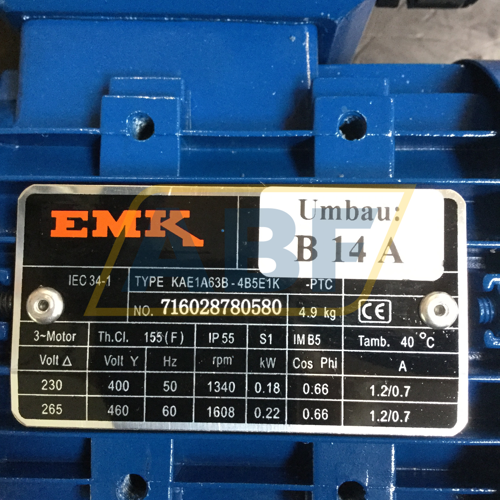 EMK
Umbau:
B 14 A
IEC 34-1 TYPE KAE1A63B-4B5E1K -PTC
NO. 716028780580 4.9 kg CE
3~Motor Th.Cl. 155(F) IP 55 S1 IM B5 Tamb. 40 °C
Volt Δ Volt Y Hz rpm kW Cos Phi A
230 400 50 1340 0.18 0.66 1.2/0.7
265 460 60 1608 0.22 0.66 1.2/0.7
ABF